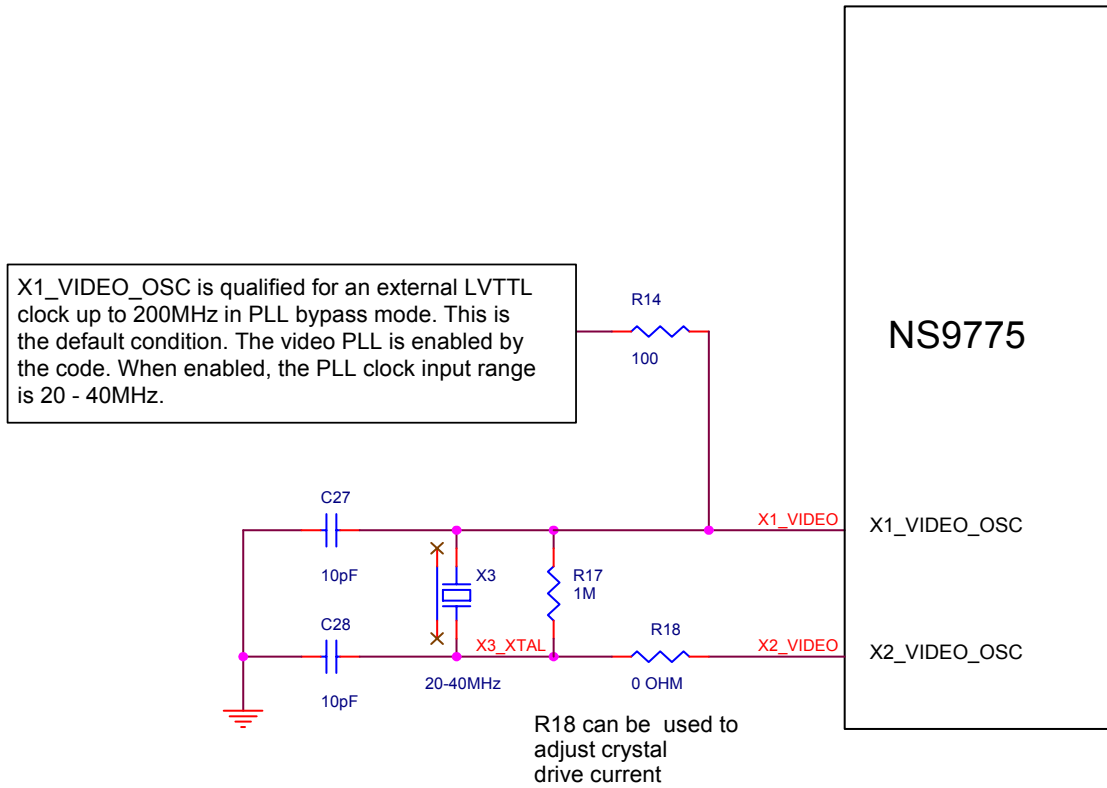 X1_VIDEO_OSC is qualified for an external LVTTL
clock up to 200MHz in PLL bypass mode. This is
the default condition. The video PLL is enabled by
the code. When enabled, the PLL clock input range
is 20 - 40MHz.
R14
100
NS9775
C27
10pF
X1_VIDEO
X1_VIDEO_OSC
X3
R17
1M
C28
10pF
X3_XTAL
20-40MHz
R18
0 OHM
X2_VIDEO
X2_VIDEO_OSC
R18 can be used to
adjust crystal
drive current